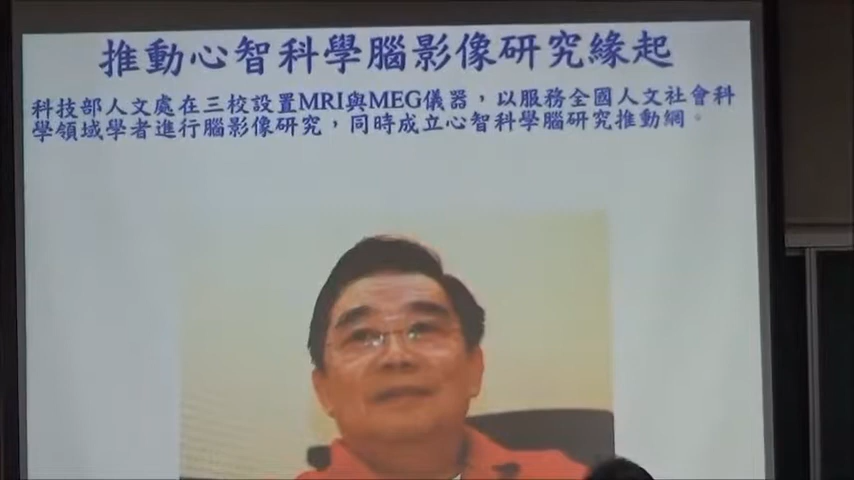 推動心智科學腦影像研究緣起
科技部人文處在三校設置MRI與MEG儀器，以服務全國人文社會科
學領域學者進行腦影像研究，同時成立心智科學腦研究推動網。